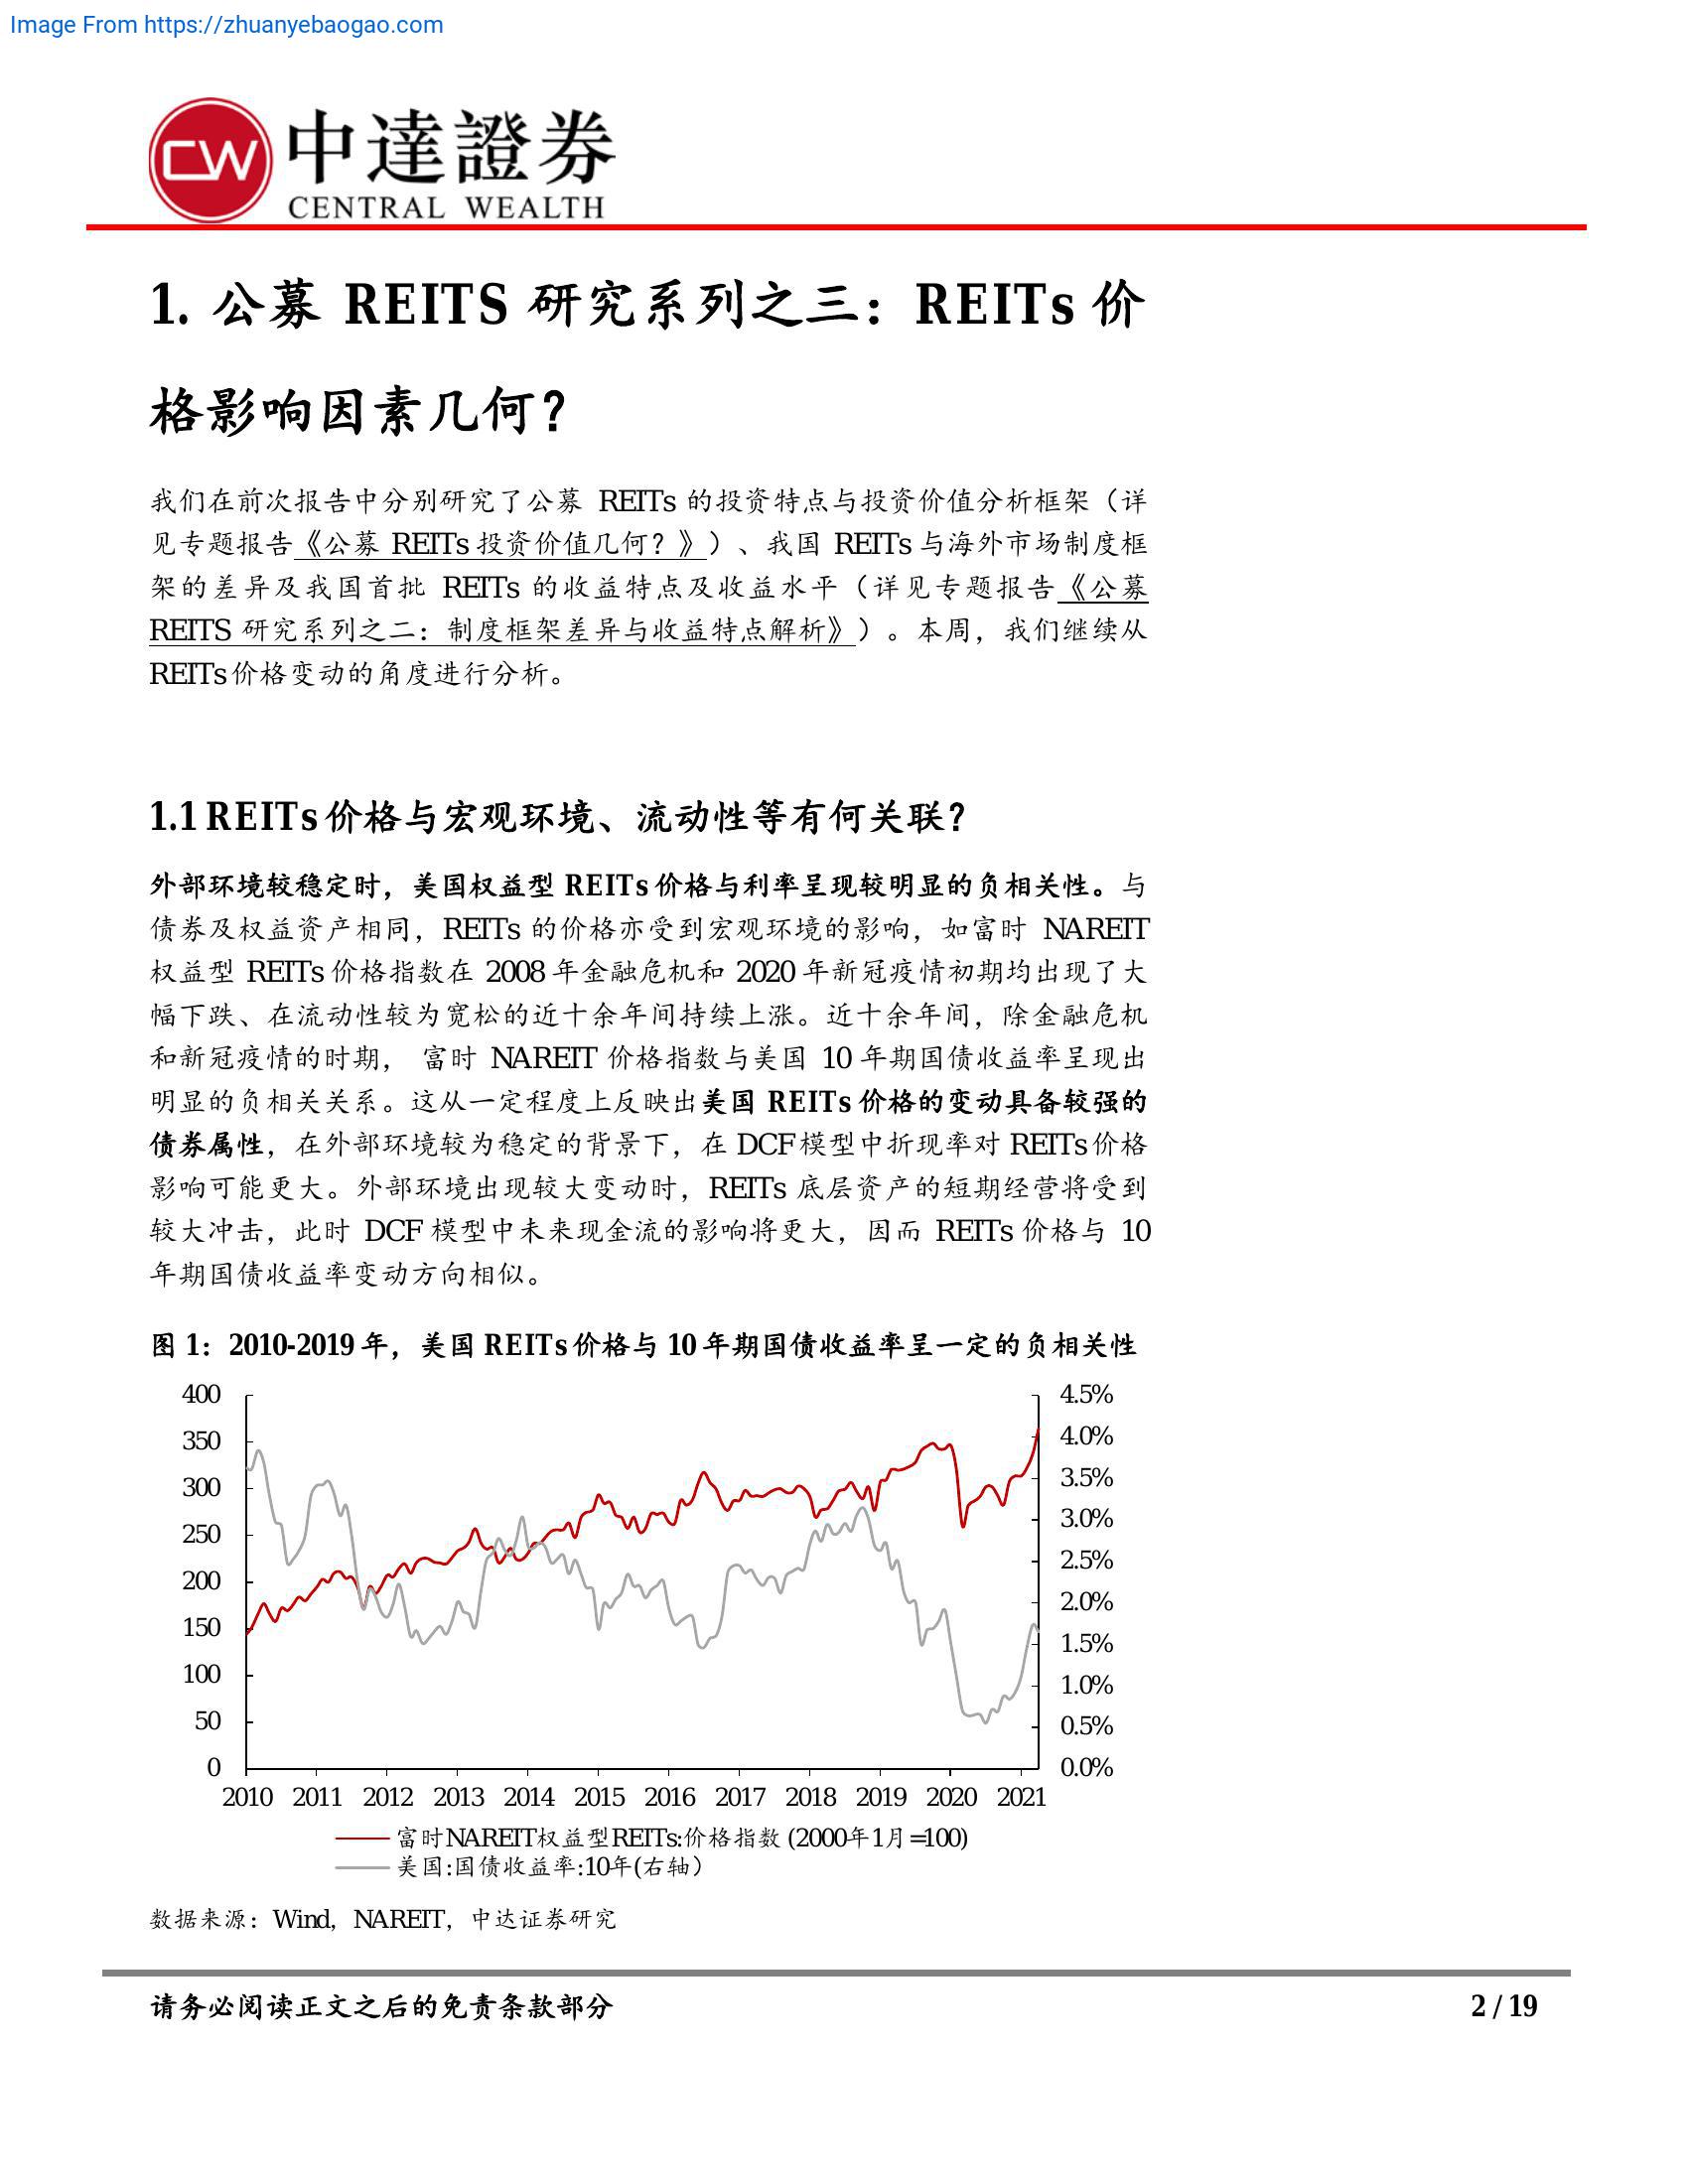 Image From https://zhuanyebaogao.com
CW
中達證券
CENTRAL WEALTH
1. 公募 REITS 研究系列之三：REITs 价
格影响因素几何？
我们在前次报告中分别研究了公募 REITs 的投资特点与投资价值分析框架（详
见专题报告《公募 REITs 投资价值几何？》）、我国 REITs 与海外市场制度框
架的差异及我国首批 REITs 的收益特点及收益水平（详见专题报告《公募
REITS 研究系列之二：制度框架差异与收益特点解析》）。本周，我们继续从
REITs 价格变动的角度进行分析。
1.1 REITs 价格与宏观环境、流动性等有何关联？
外部环境较稳定时，美国权益型 REITs 价格与利率呈现较明显的负相关性。与
债券及权益资产相同，REITs 的价格亦受到宏观环境的影响，如富时 NAREIT
权益型 REITs 价格指数在 2008 年金融危机和 2020 年新冠疫情初期均出现了大
幅下跌、在流动性较为宽松的近十余年间持续上涨。近十余年间，除金融危机
和新冠疫情的时期， 富时 NAREIT 价格指数与美国 10 年期国债收益率呈现出
明显的负相关关系。这从一定程度上反映出美国 REITs 价格的变动具备较强的
债券属性，在外部环境较为稳定的背景下，在 DCF 模型中折现率对 REITs 价格
影响可能更大。外部环境出现较大变动时，REITs 底层资产的短期经营将受到
较大冲击，此时 DCF 模型中未来现金流的影响将更大，因而 REITs 价格与 10
年期国债收益率变动方向相似。
图 1：2010-2019 年，美国 REITs 价格与 10 年期国债收益率呈一定的负相关性
400 4.5%
350 4.0%
300 3.5%
250 3.0%
200 2.5%
150 2.0%
100 1.5%
50 1.0%
0 0.5%
0.0%
2010 2011 2012 2013 2014 2015 2016 2017 2018 2019 2020 2021
富时NAREIT权益型REITs:价格指数 (2000年1月=100)
美国:国债收益率:10年(右轴）
数据来源：Wind，NAREIT，中达证券研究
请务必阅读正文之后的免责条款部分 2 / 19